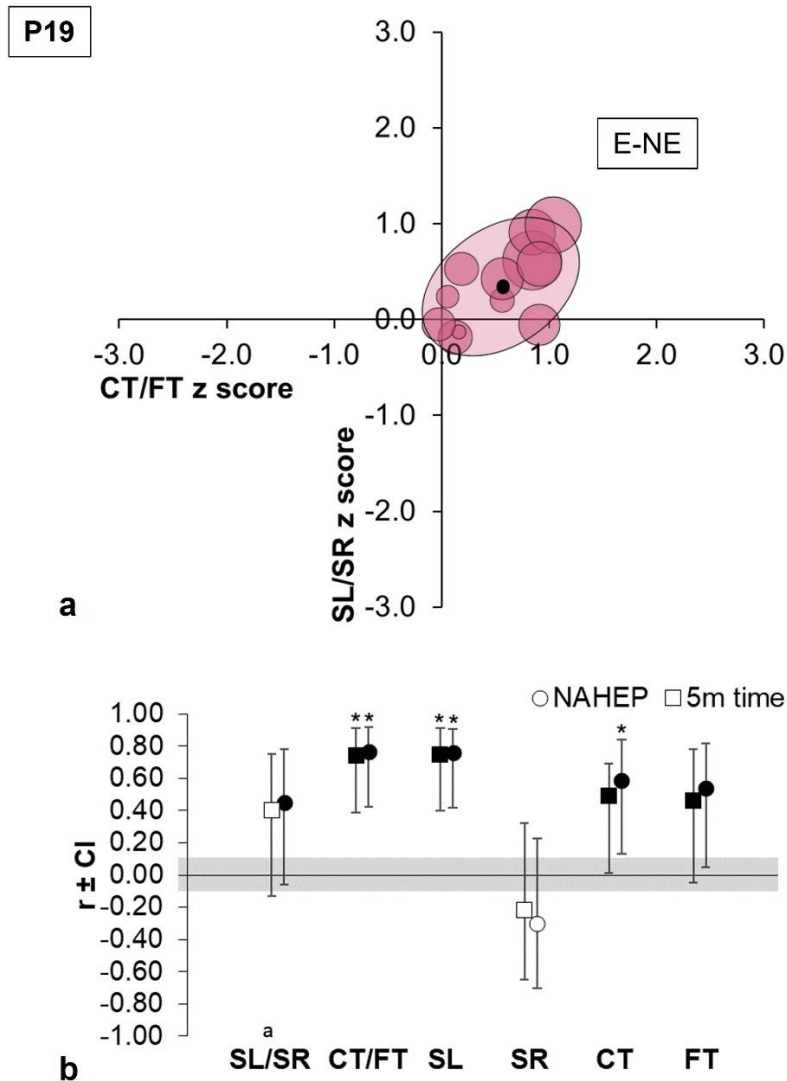 P19
3.0
2.0
E-NE
1.0
0.0
-3.0 -2.0 -1.0 0.0 1.0 2.0 3.0
CT/FT z score
-1.0
SL/SR z score
-2.0
-3.0
a
NAHEP 5m time
1.00
** ** *
0.80
0.60
0.40
0.20
0.00
r ± CI
-0.20
-0.40
-0.60
-0.80
-1.00
a
SL/SR CT/FT SL SR CT FT
b